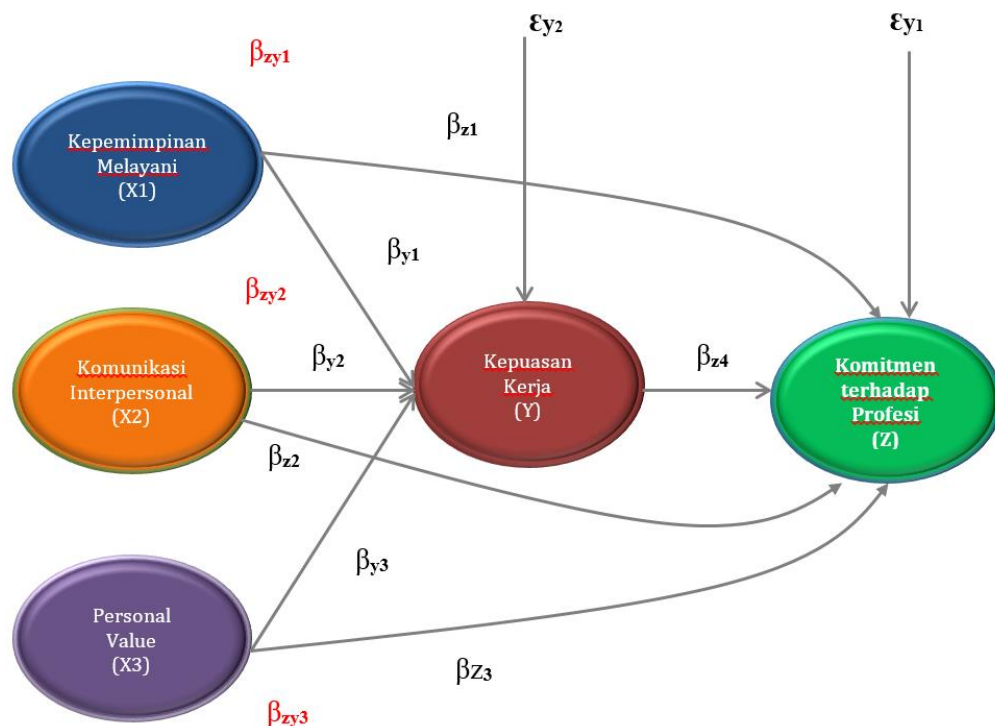 εy₂
εy₁
βzy1
βz1
Kepemimpinan
Melayani
(X1)
βy1
βzy2
Komunikasi
Interpersonal
(X2)
βy2
Kepuasan
Kerja
(Y)
βz4
Komitmen
terhadap
Profesi
(Z)
βz2
βy3
Personal
Value
(X3)
βZ₃
βzy3